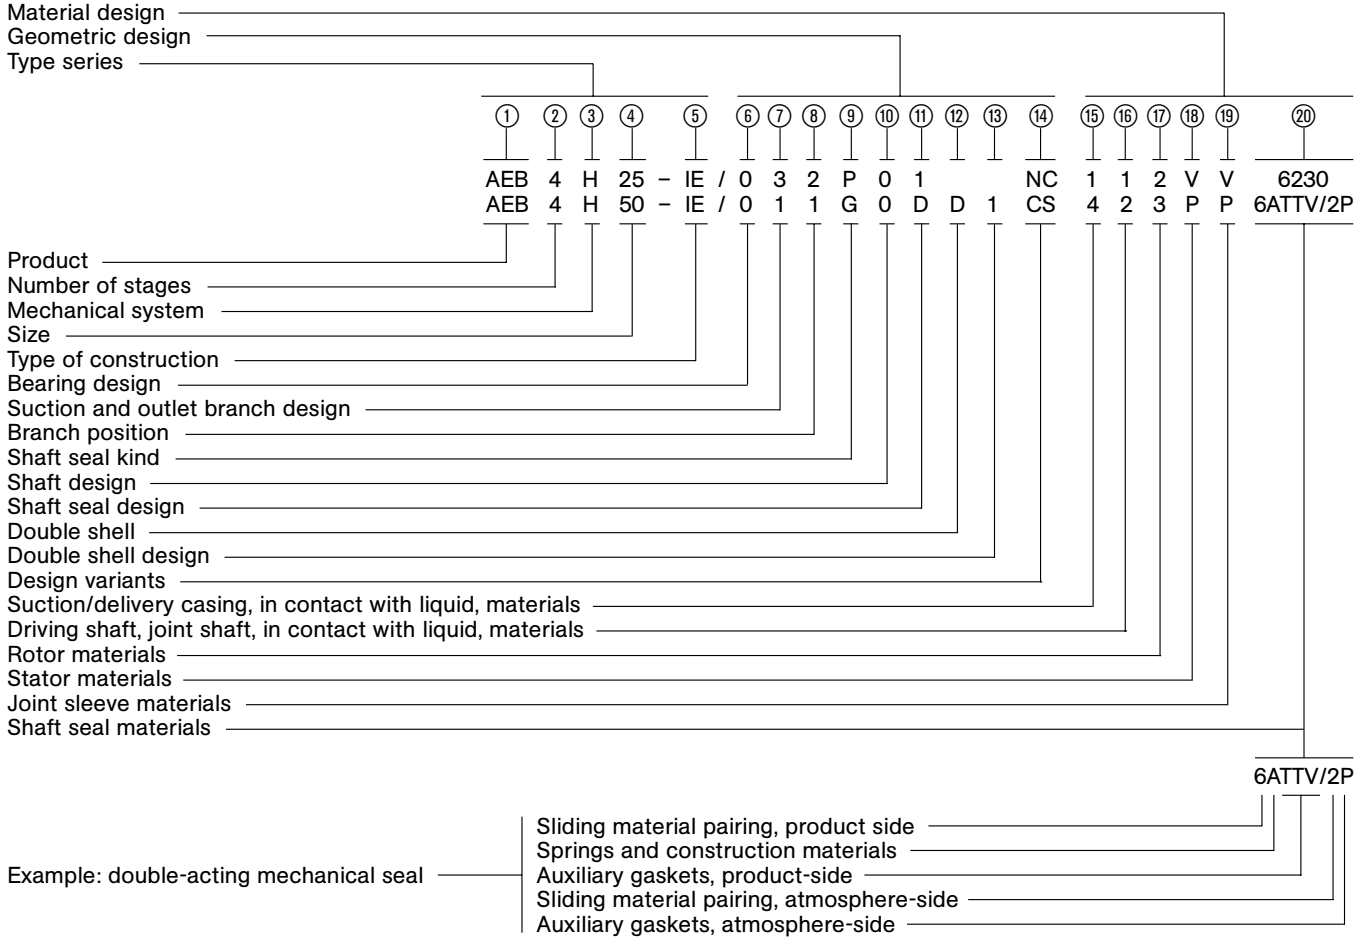 Material design
Geometric design
Type series
① ② ③ ④ ⑤ ⑥ ⑦ ⑧ ⑨ ⑩ ⑪ ⑫ ⑬ ⑭ ⑮ ⑯ ⑰ ⑱ ⑲ ⑳
AEB 4 H 25 – IE / 0 3 2 P 0 1 NC 1 1 2 V V 6230
AEB 4 H 50 – IE / 0 1 1 G 0 D D 1 CS 4 2 3 P P 6ATTV/2P
Product
Number of stages
Mechanical system
Size
Type of construction
Bearing design
Suction and outlet branch design
Branch position
Shaft seal kind
Shaft design
Shaft seal design
Double shell
Double shell design
Design variants
Suction/delivery casing, in contact with liquid, materials
Driving shaft, joint shaft, in contact with liquid, materials
Rotor materials
Stator materials
Joint sleeve materials
Shaft seal materials
6ATTV/2P
Sliding material pairing, product side
Springs and construction materials
Example: double-acting mechanical seal
Auxiliary gaskets, product-side
Sliding material pairing, atmosphere-side
Auxiliary gaskets, atmosphere-side